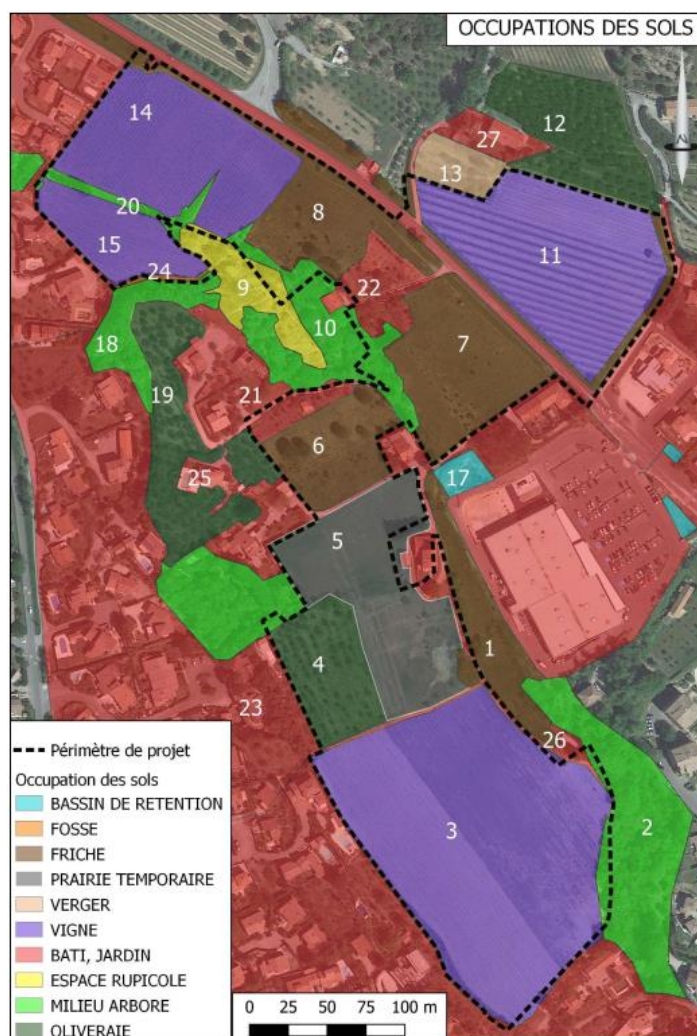 OCCUPATIONS DES SOLS
N
14
12
27
13
20
8
15
11
24
9
22
10
7
18
19
21
6
25
17
5
1
4
23
26
3
2
Périmètre de projet
Occupation des sols
BASSIN DE RETENTION
FOSSE
FRICHE
PRAIRIE TEMPORAIRE
VERGER
VIGNE
BATI, JARDIN
ESPACE RUPICOLE
MILIEU ARBORE
OLIVERAIE
0 25 50 75 100 m